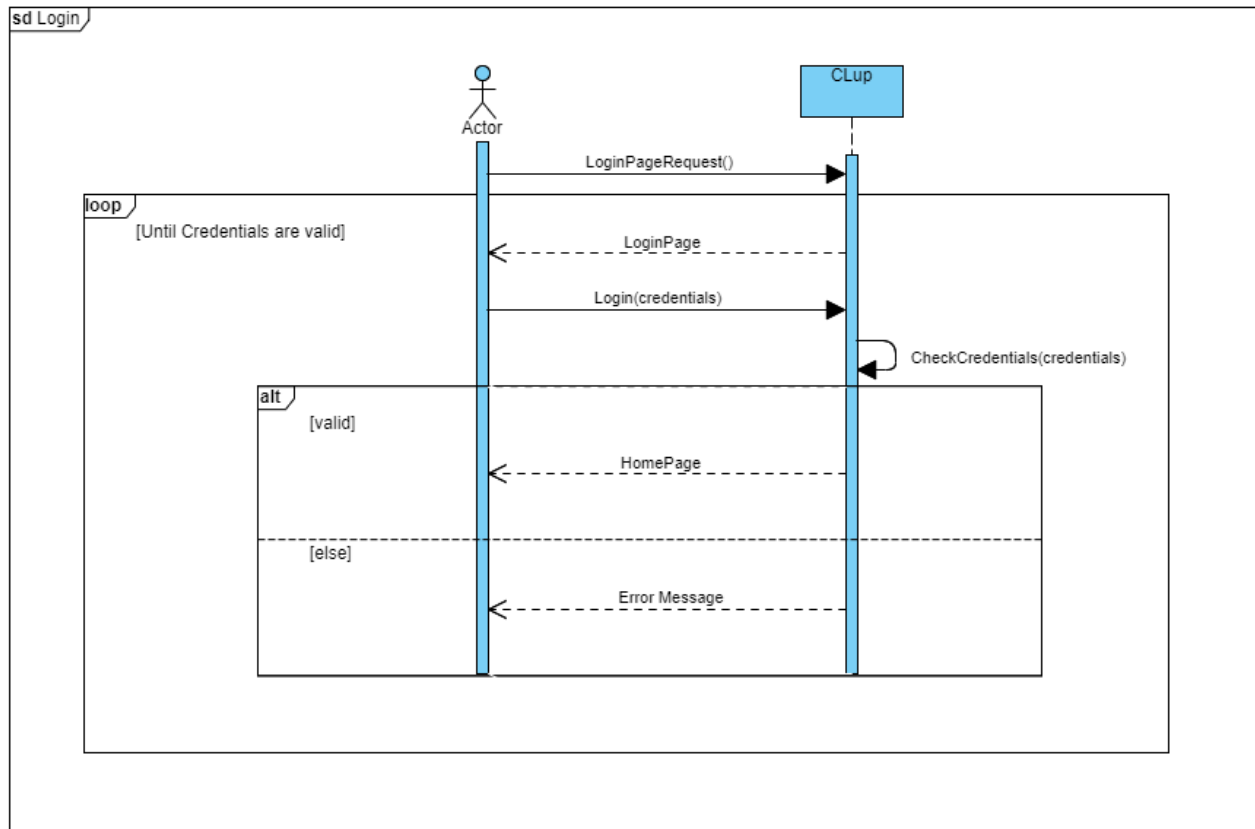 sd Login
CLup
Actor
LoginPageRequest()
loop
[Until Credentials are valid]
LoginPage
Login(credentials)
CheckCredentials(credentials)
alt
[valid]
HomePage
[else]
Error Message